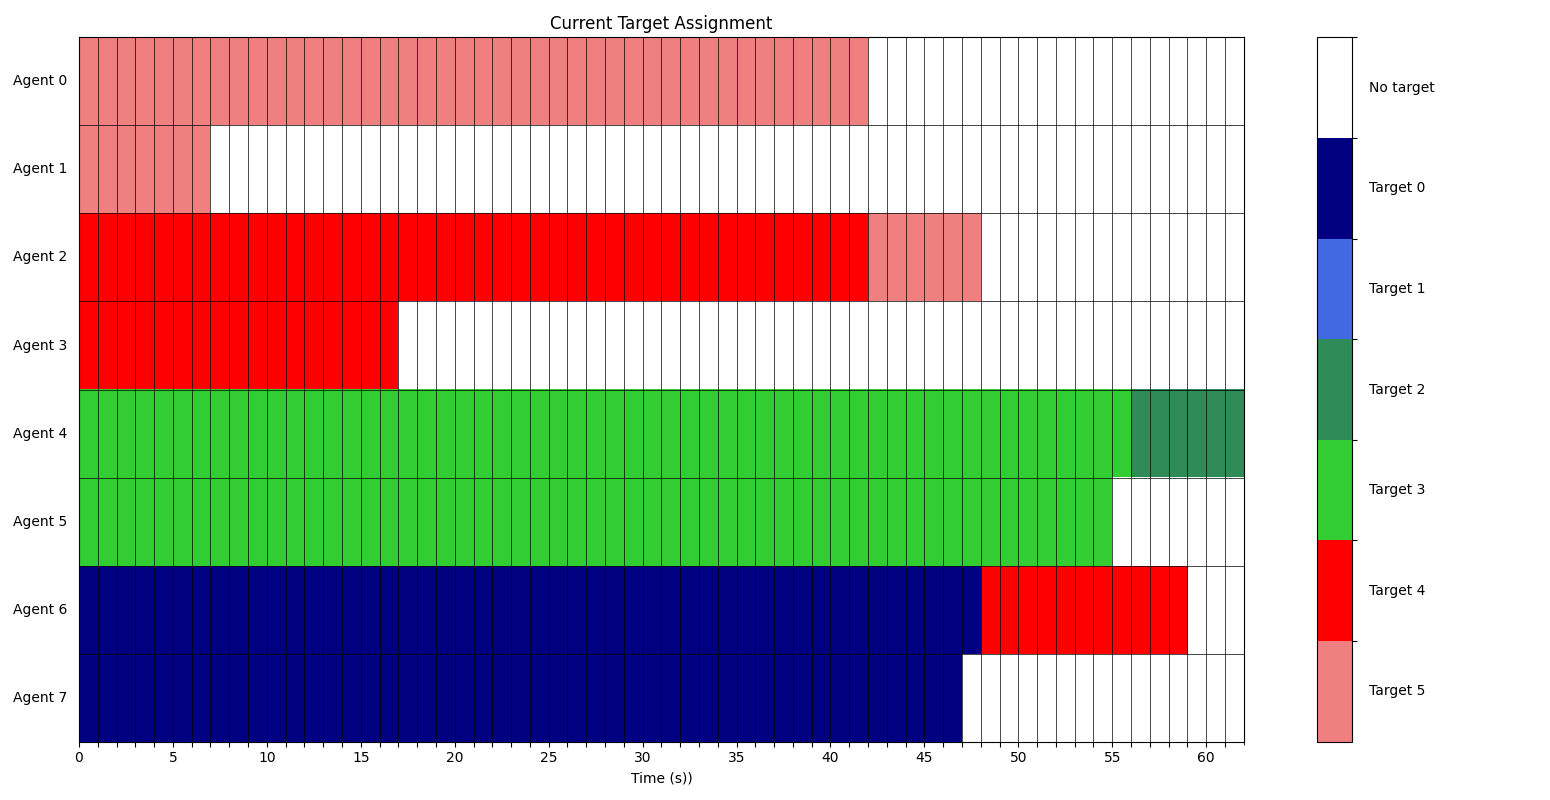 Current Target Assignment
Agent 0
Agent 1
Agent 2
Agent 3
Agent 4
Agent 5
Agent 6
Agent 7
0 5 10 15 20 25 30 35 40 45 50 55 60
Time (s))
No target
Target 0
Target 1
Target 2
Target 3
Target 4
Target 5